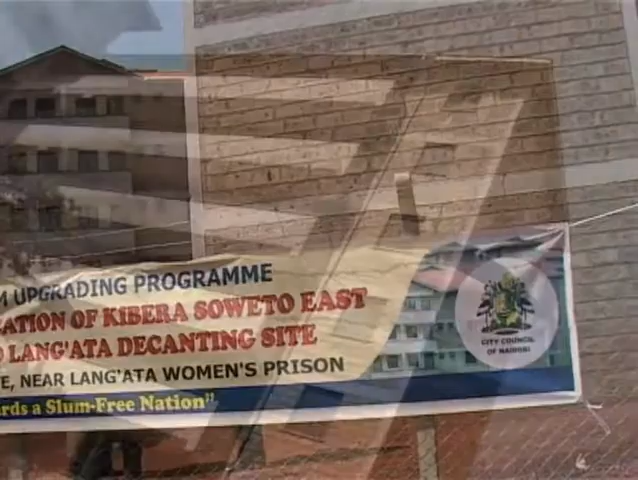 M UPGRADING PROGRAMME
ATION OF KIBERA SOWETO EAST
LANG'ATA DECANTING SITE
E, NEAR LANG'ATA WOMEN'S PRISON
ards a Slum-Free Nation"
CITY COUNCIL
OF NAIROBI